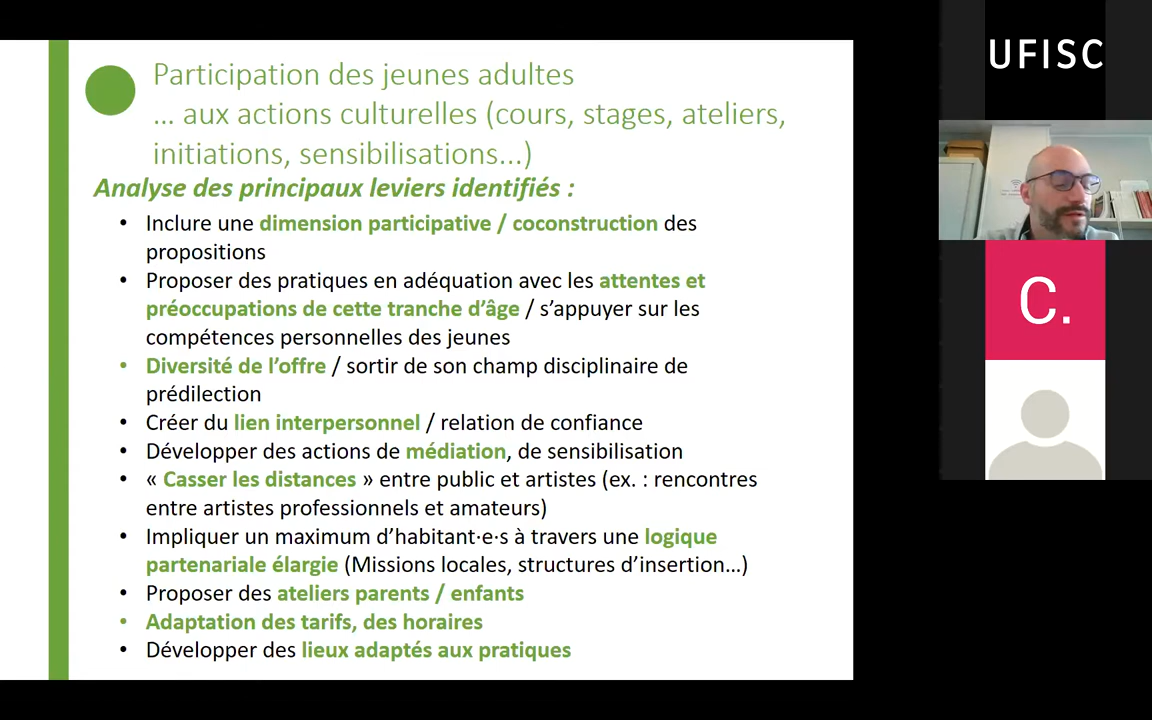 Participation des jeunes adultes
… aux actions culturelles (cours, stages, ateliers,
initiations, sensibilisations...)
Analyse des principaux leviers identifiés :
• Inclure une dimension participative / coconstruction des
propositions
• Proposer des pratiques en adéquation avec les attentes et
préoccupations de cette tranche d’âge / s’appuyer sur les
compétences personnelles des jeunes
• Diversité de l’offre / sortir de son champ disciplinaire de
prédilection
• Créer du lien interpersonnel / relation de confiance
• Développer des actions de médiation, de sensibilisation
• « Casser les distances » entre public et artistes (ex. : rencontres
entre artistes professionnels et amateurs)
• Impliquer un maximum d’habitant·e·s à travers une logique
partenariale élargie (Missions locales, structures d’insertion…)
• Proposer des ateliers parents / enfants
• Adaptation des tarifs, des horaires
• Développer des lieux adaptés aux pratiques
UFISC
C.